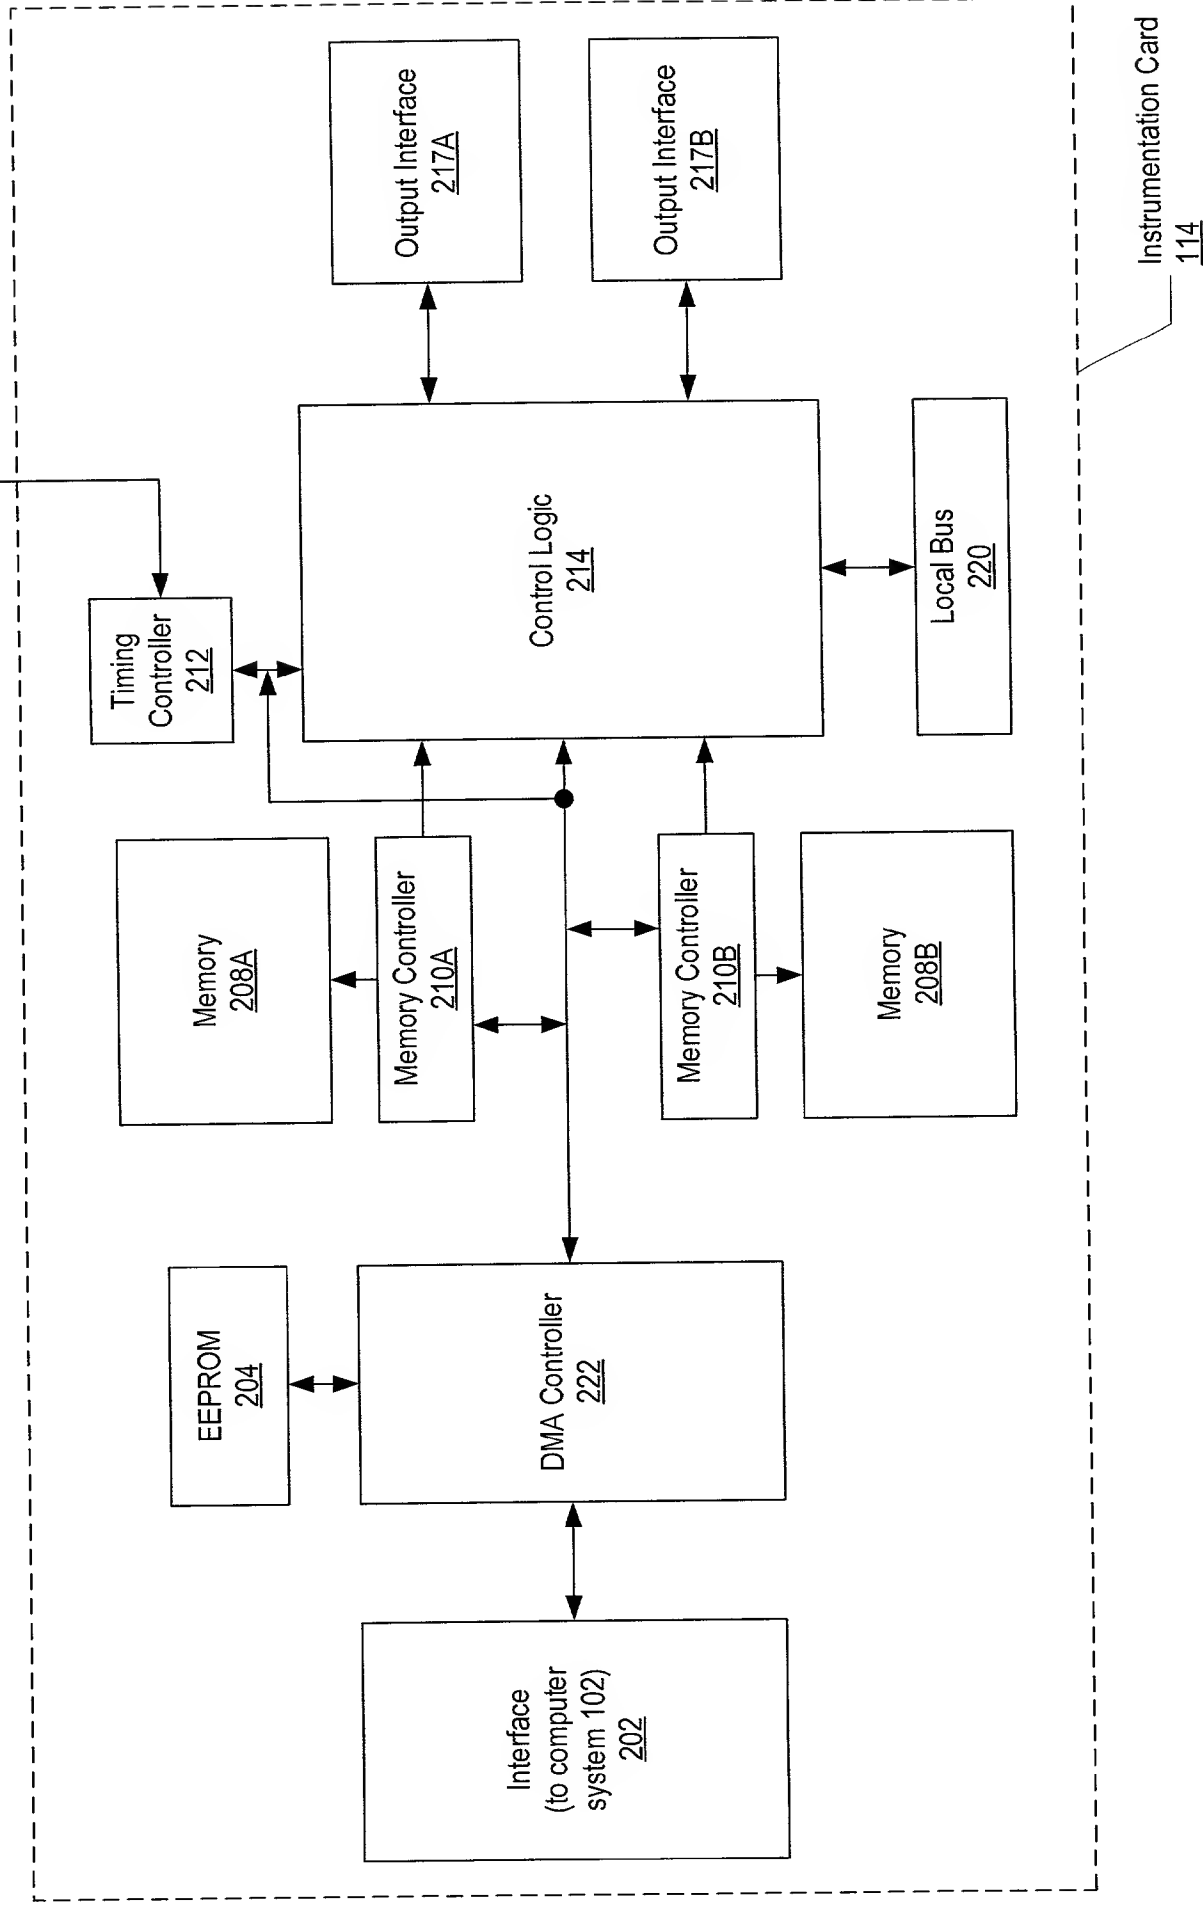 Interface
(to computer
system 102)
202
EEPROM
204
DMA Controller
222
Memory
208A
Memory Controller
210A
Memory Controller
210B
Memory
208B
Timing
Controller
212
Control Logic
214
Local Bus
220
Output Interface
217A
Output Interface
217B
Instrumentation Card
114